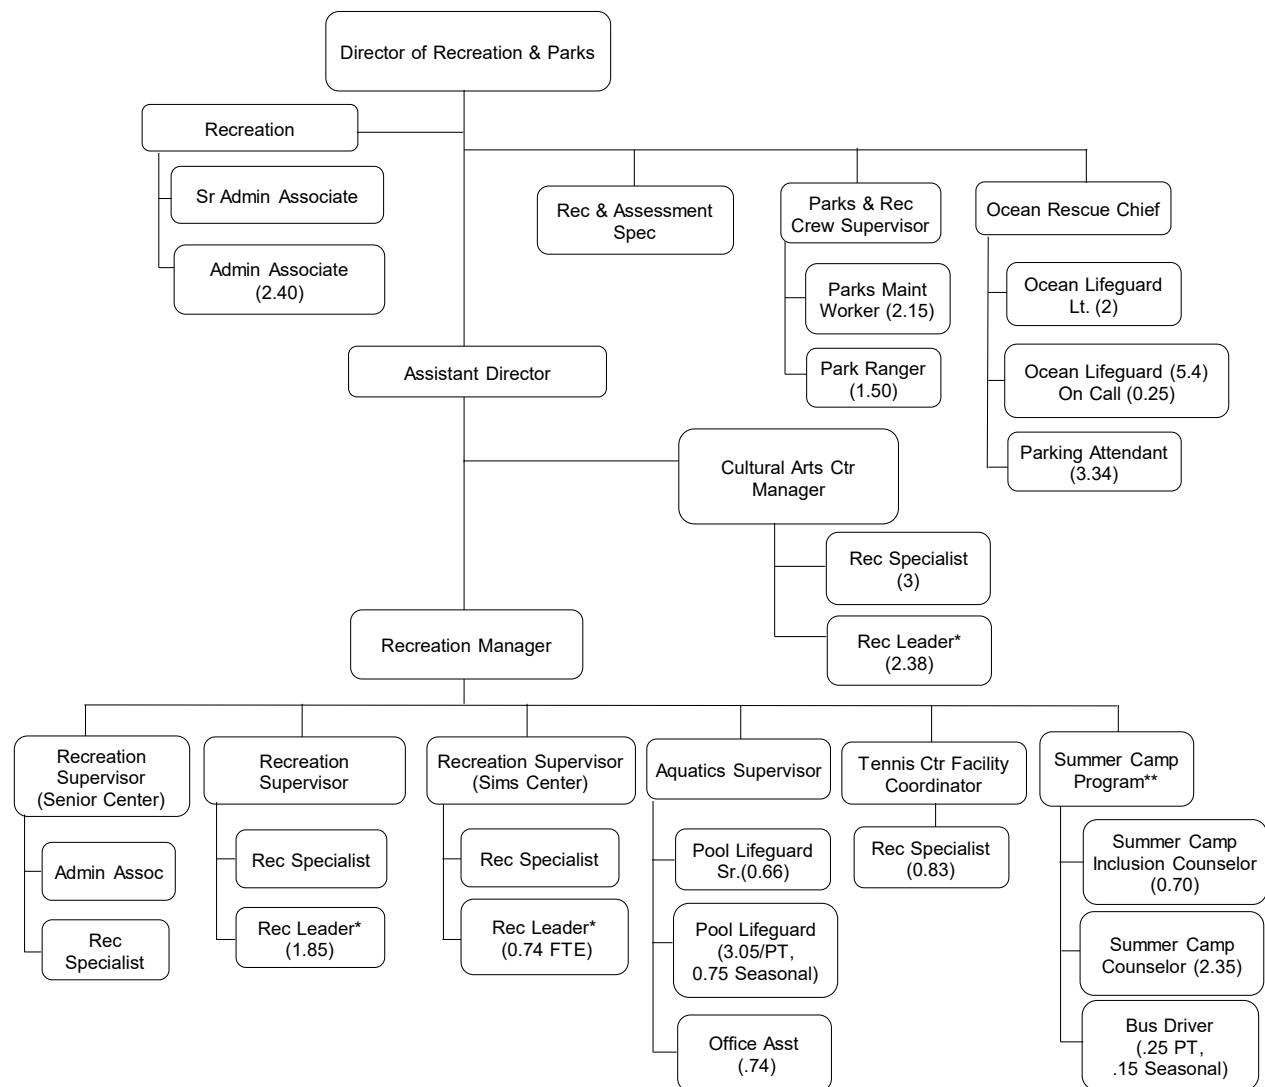 Director of Recreation & Parks
Recreation
Sr Admin Associate
Admin Associate
(2.40)
Rec & Assessment
Spec
Parks & Rec
Crew Supervisor
Parks Maint
Worker (2.15)
Park Ranger
(1.50)
Ocean Rescue Chief
Ocean Lifeguard
Lt. (2)
Ocean Lifeguard (5.4)
On Call (0.25)
Parking Attendant
(3.34)
Assistant Director
Cultural Arts Ctr
Manager
Rec Specialist
(3)
Rec Leader*
(2.38)
Recreation Manager
Recreation
Supervisor
(Senior Center)
Admin Assoc
Rec
Specialist
Recreation
Supervisor
Rec Specialist
Rec Leader*
(1.85)
Recreation Supervisor
(Sims Center)
Rec Specialist
Rec Leader*
(0.74 FTE)
Aquatics Supervisor
Pool Lifeguard
Sr.(0.66)
Pool Lifeguard
(3.05/PT,
0.75 Seasonal)
Office Asst
(.74)
Tennis Ctr Facility
Coordinator
Rec Specialist
(0.83)
Summer Camp
Program**
Summer Camp
Inclusion Counselor
(0.70)
Summer Camp
Counselor (2.35)
Bus Driver
(.25 PT,
.15 Seasonal)